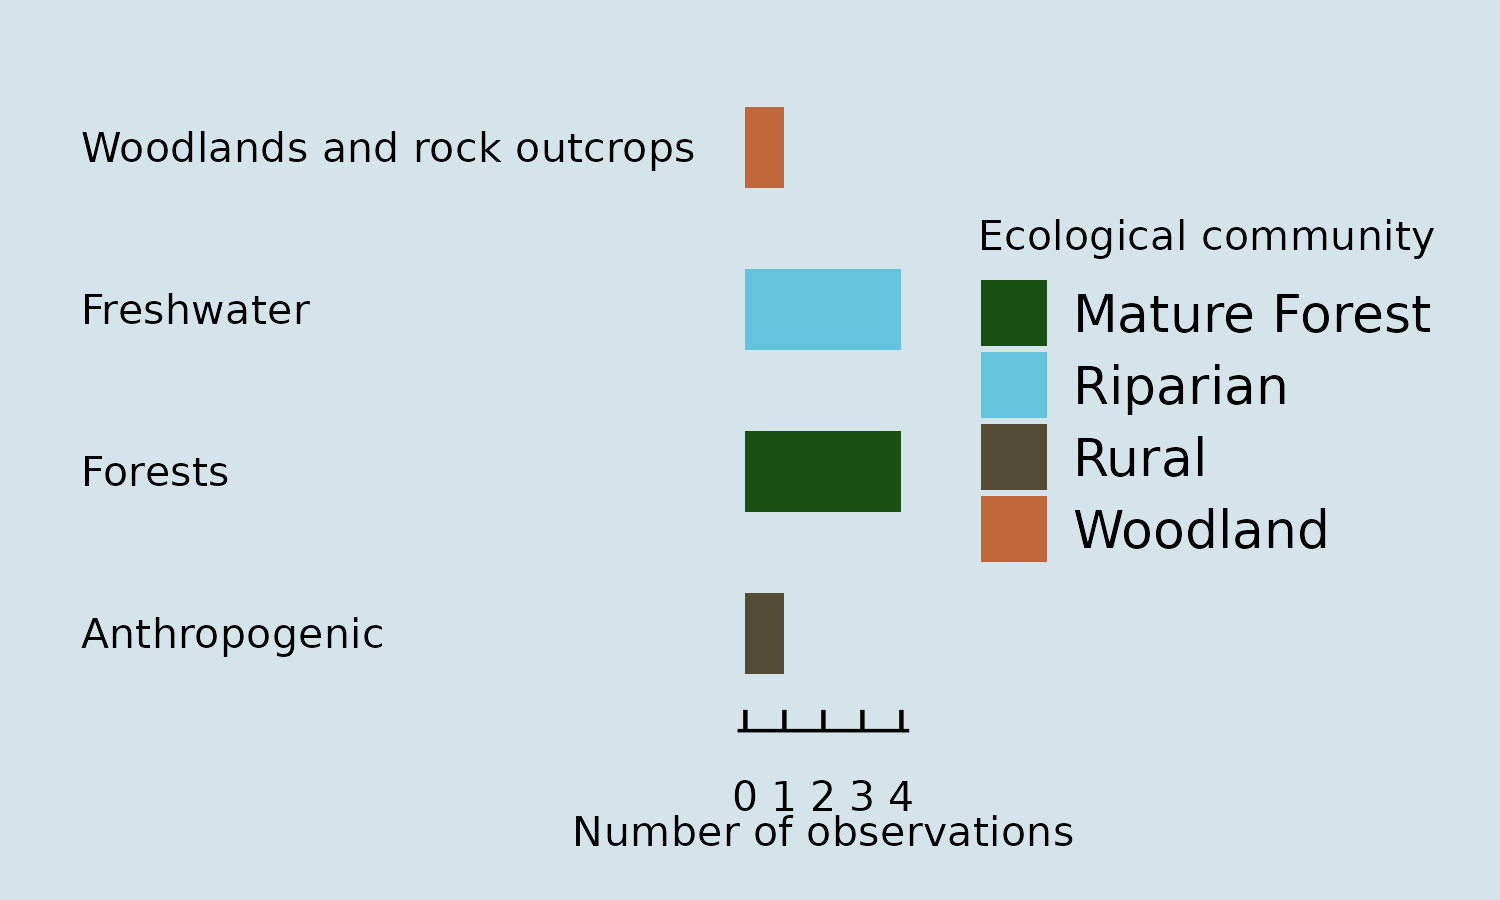 Woodlands and rock outcrops
Freshwater
Forests
Anthropogenic
0 1 2 3 4
Number of observations
Ecological community
Mature Forest
Riparian
Rural
Woodland